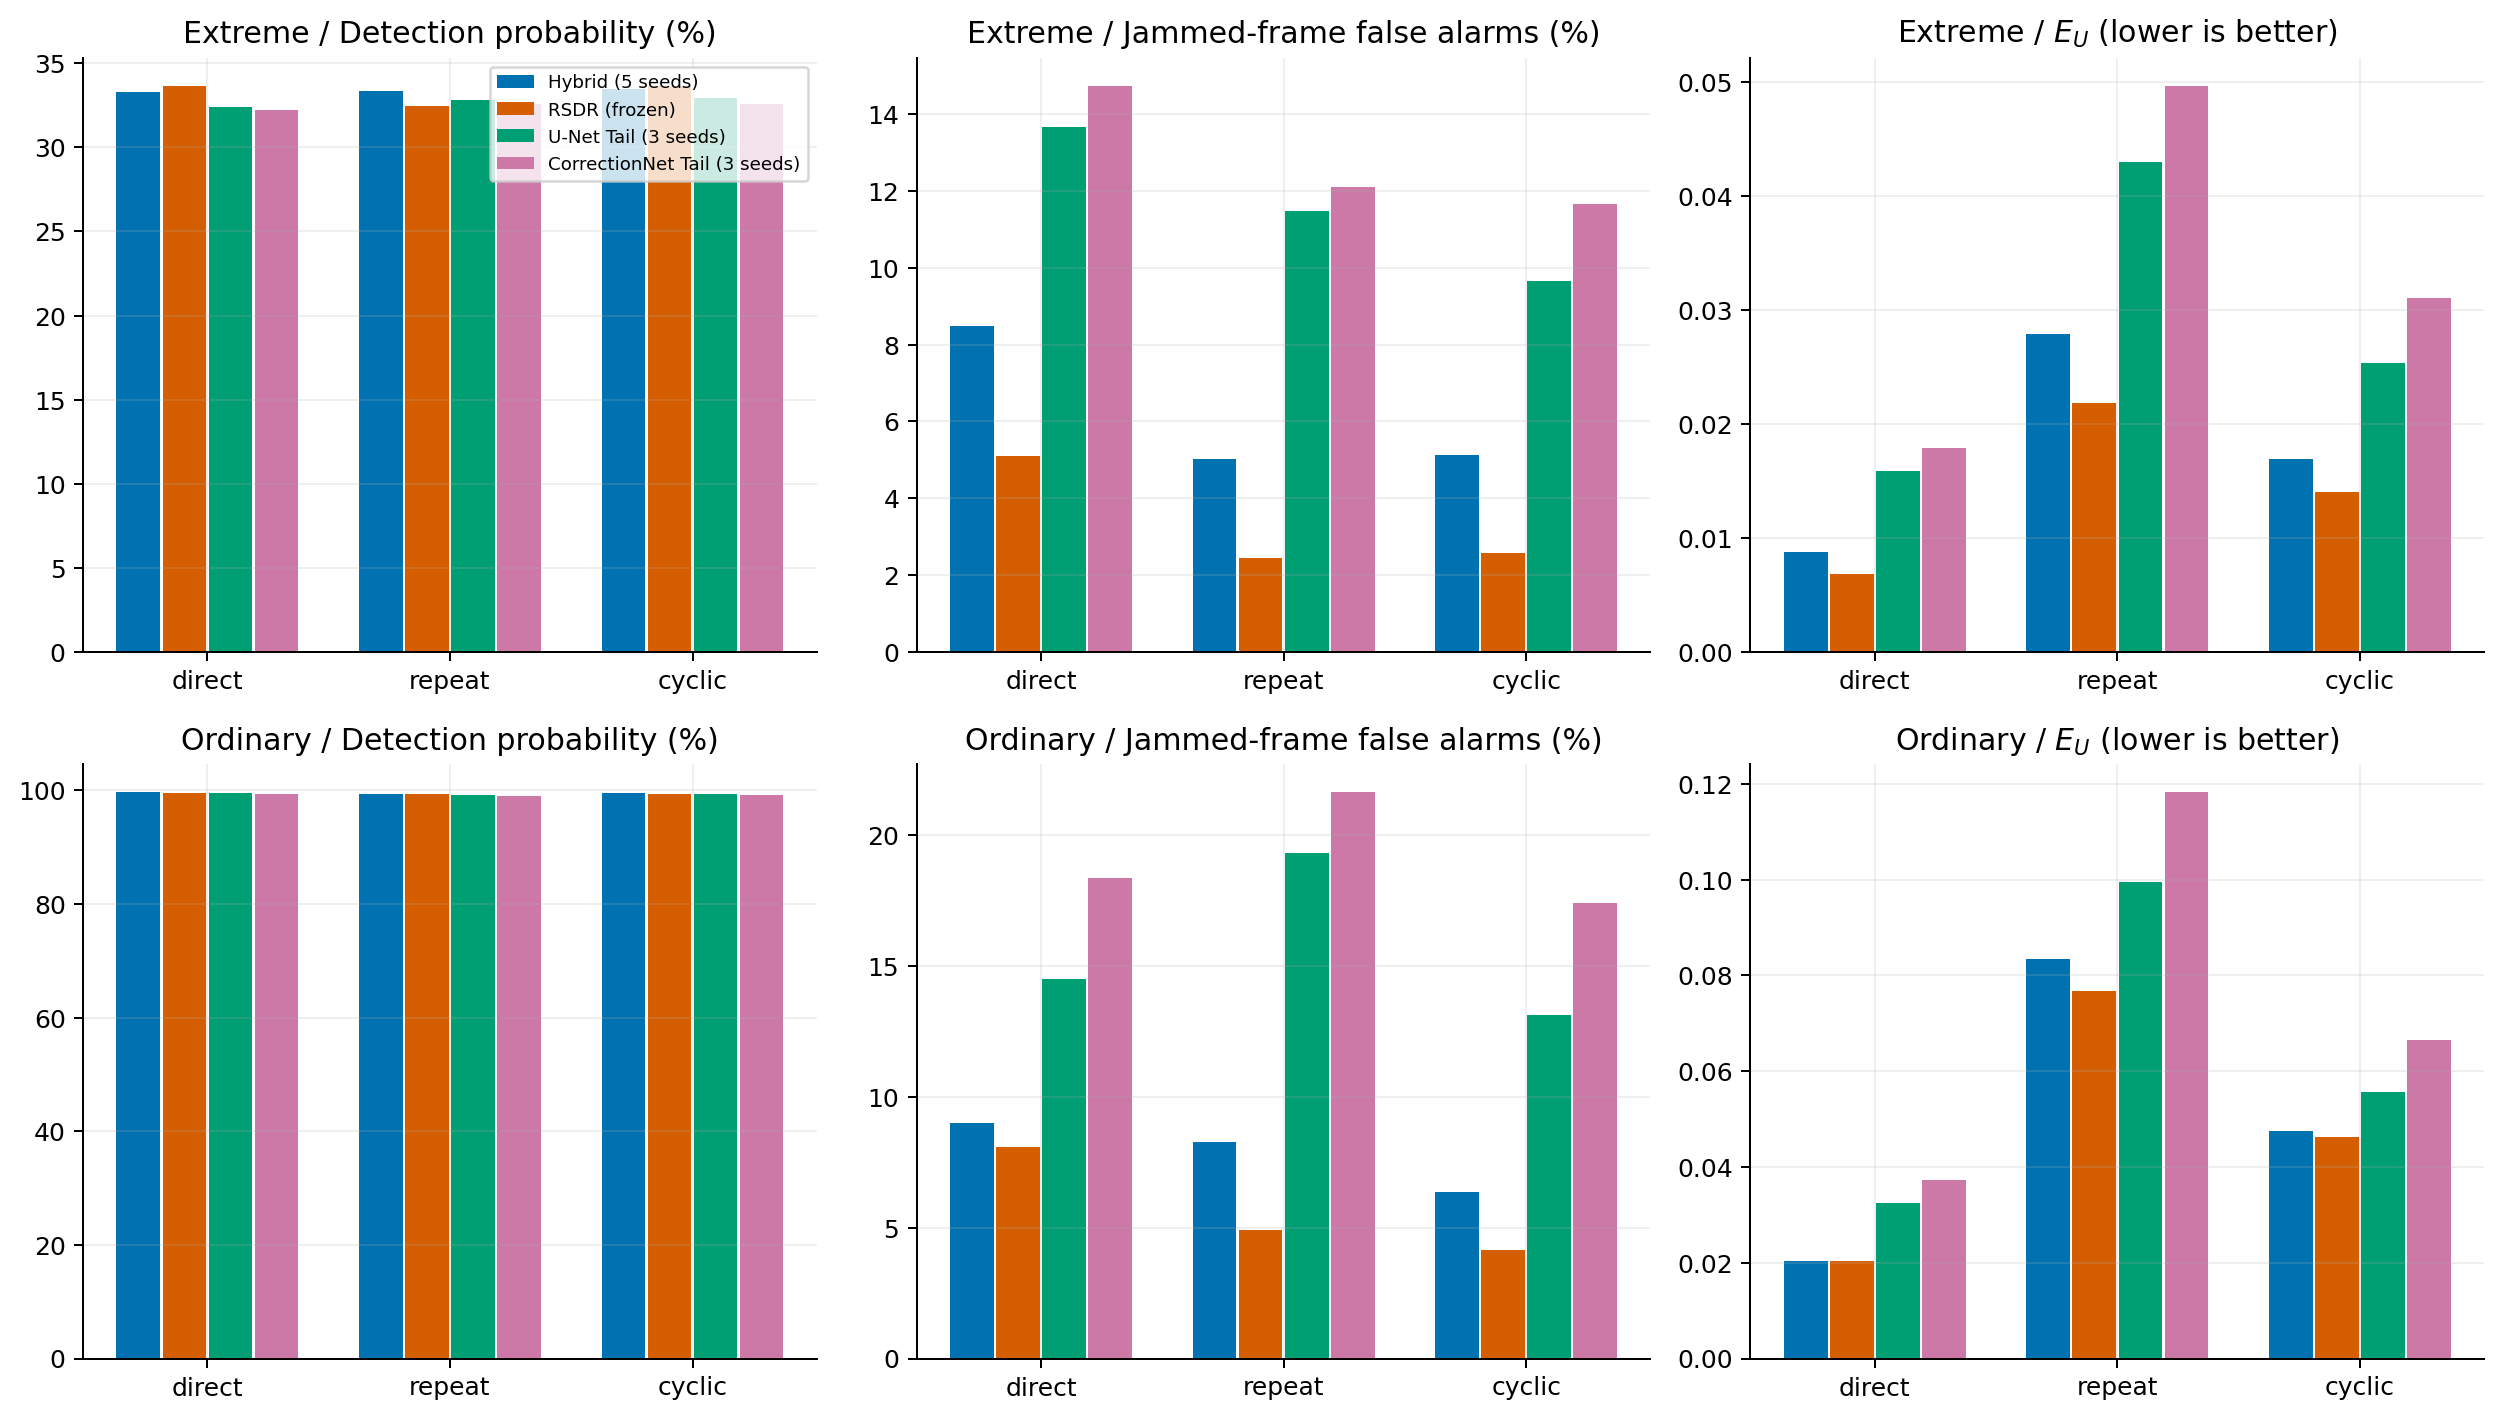 Extreme / Detection probability (%)
35
30
25
20
15
10
5
0
Hybrid (5 seeds)
RSDR (frozen)
U-Net Tail (3 seeds)
CorrectionNet Tail (3 seeds)
direct repeat cyclic
Extreme / Jammed-frame false alarms (%)
14
12
10
8
6
4
2
0
direct repeat cyclic
Extreme / E_U (lower is better)
0.05
0.04
0.03
0.02
0.01
0.00
direct repeat cyclic
Ordinary / Detection probability (%)
100
80
60
40
20
0
direct repeat cyclic
Ordinary / Jammed-frame false alarms (%)
20
15
10
5
0
direct repeat cyclic
Ordinary / E_U (lower is better)
0.12
0.10
0.08
0.06
0.04
0.02
0.00
direct repeat cyclic